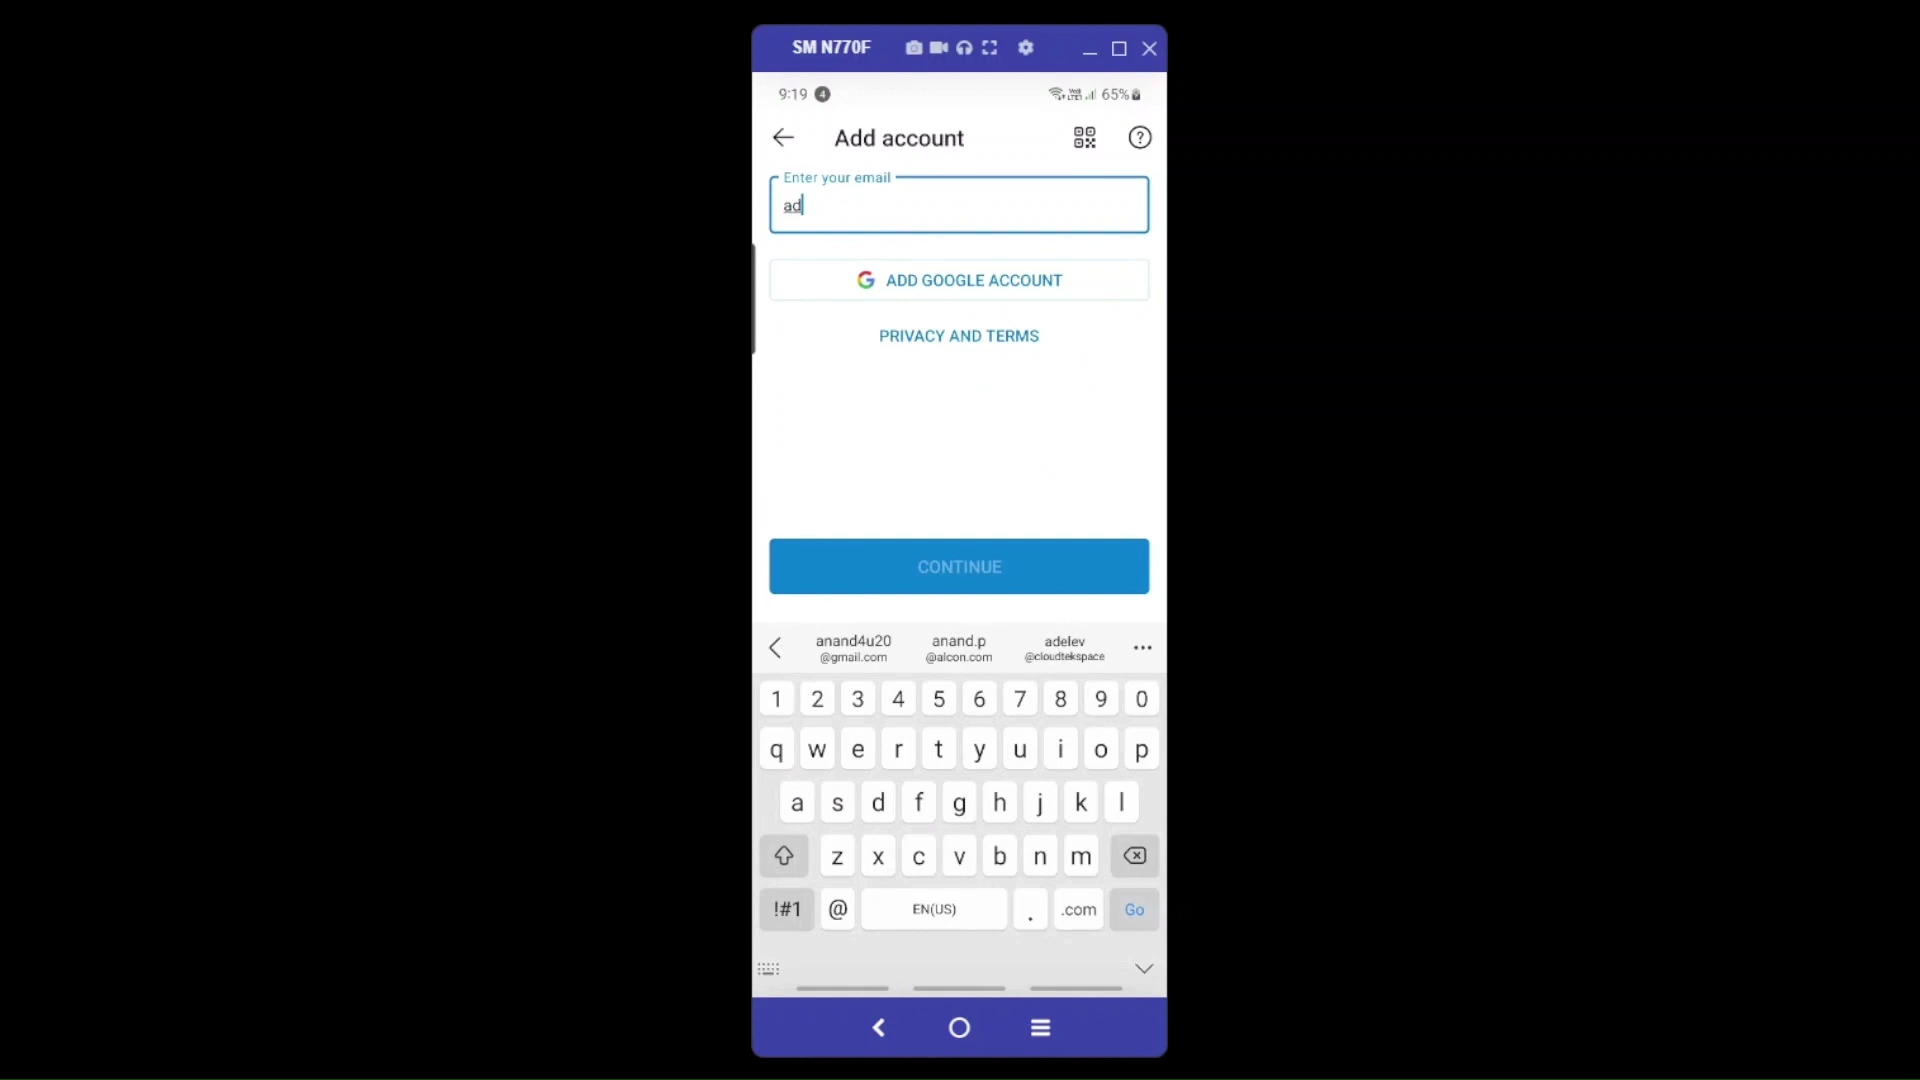 SM N770F
9:19 4 65%
Add account
Enter your email
ad
ADD GOOGLE ACCOUNT
PRIVACY AND TERMS
CONTINUE
anand4u20 anand.p adelev
@gmail.com @alcon.com @cloudtekspace
1 2 3 4 5 6 7 8 9 0
q w e r t y u i o p
a s d f g h j k l
z x c v b n m
!#1 @ EN(US) . .com Go